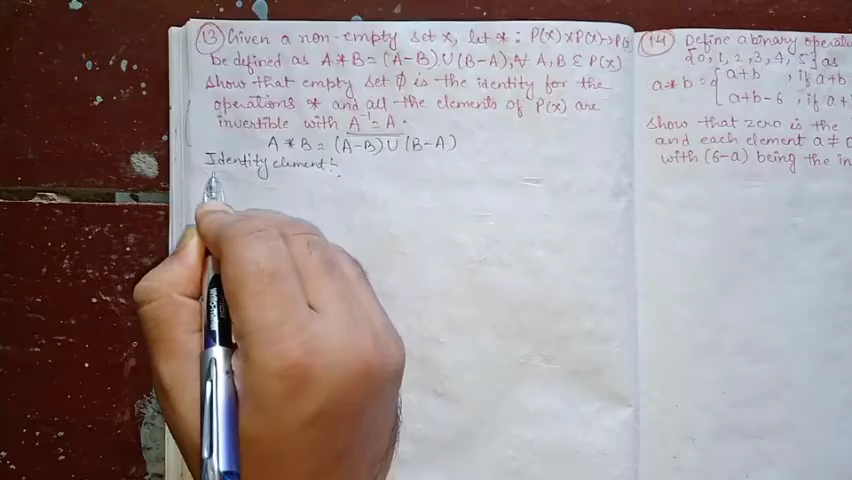 (13) Given a non-empty set x, let * : P(x) × P(x) → P(x)
be defined as A * B = (A-B) ∪ (B-A), ∀ A, B ∈ P(x)
show that empty set ϕ is the identity for the
operations * and all the elements of P(x) are
invertible with A⁻¹ = A.
A * B = (A-B) ∪ (B-A)
Identity element:-
(14) Define a binary operati
{0, 1, 2, 3, 4, 5} as
a * b = { a+b , if a+b
a+b-6, if a+
show that zero is the
and each element a ≠ 0
with (6-a) being the in